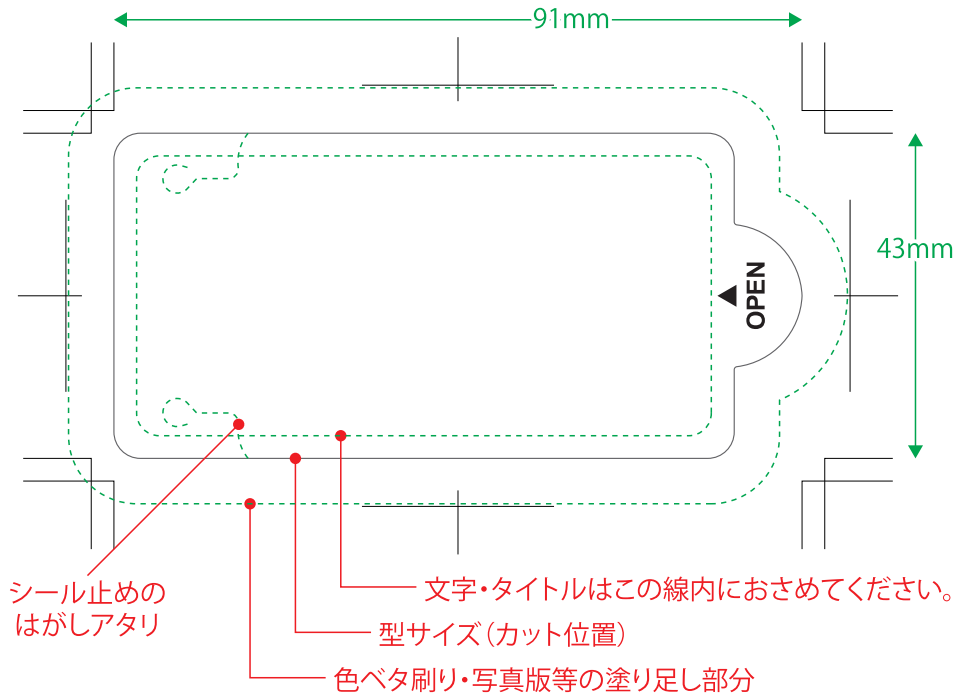 91mm
43mm
◀OPEN
シール止めの
はがしアタリ
文字・タイトルはこの線内におさめてください。
型サイズ（カット位置）
色ベタ刷り・写真版等の塗り足し部分